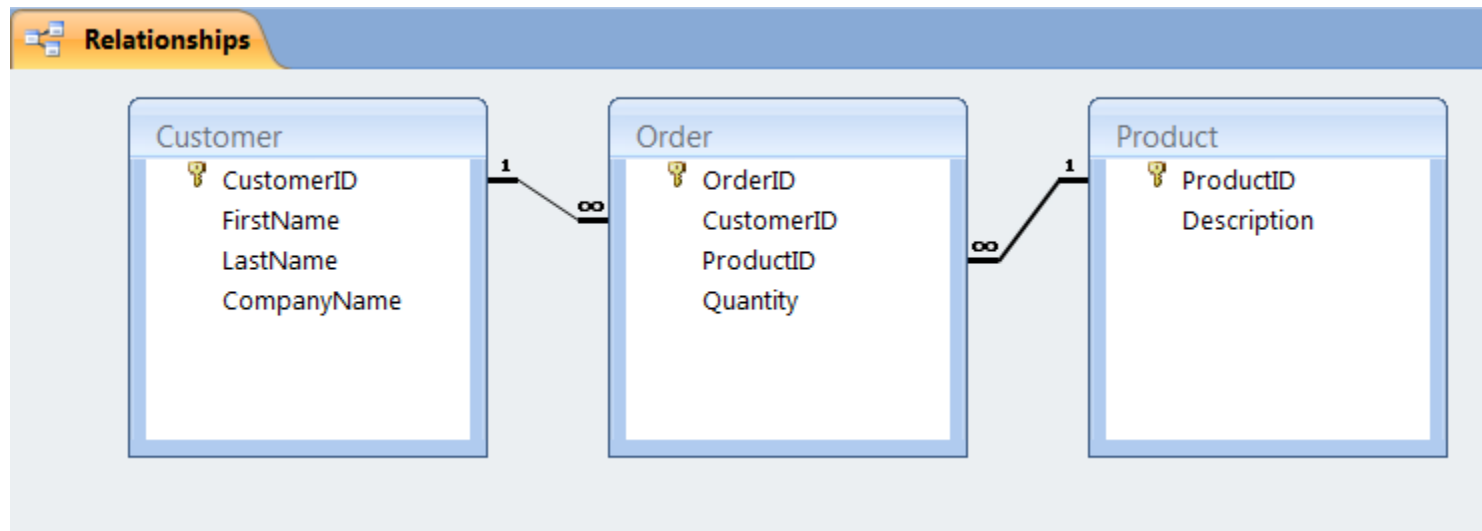 Relationships
Customer
CustomerID
FirstName
LastName
CompanyName
1
∞
Order
OrderID
CustomerID
ProductID
Quantity
1
∞
Product
ProductID
Description